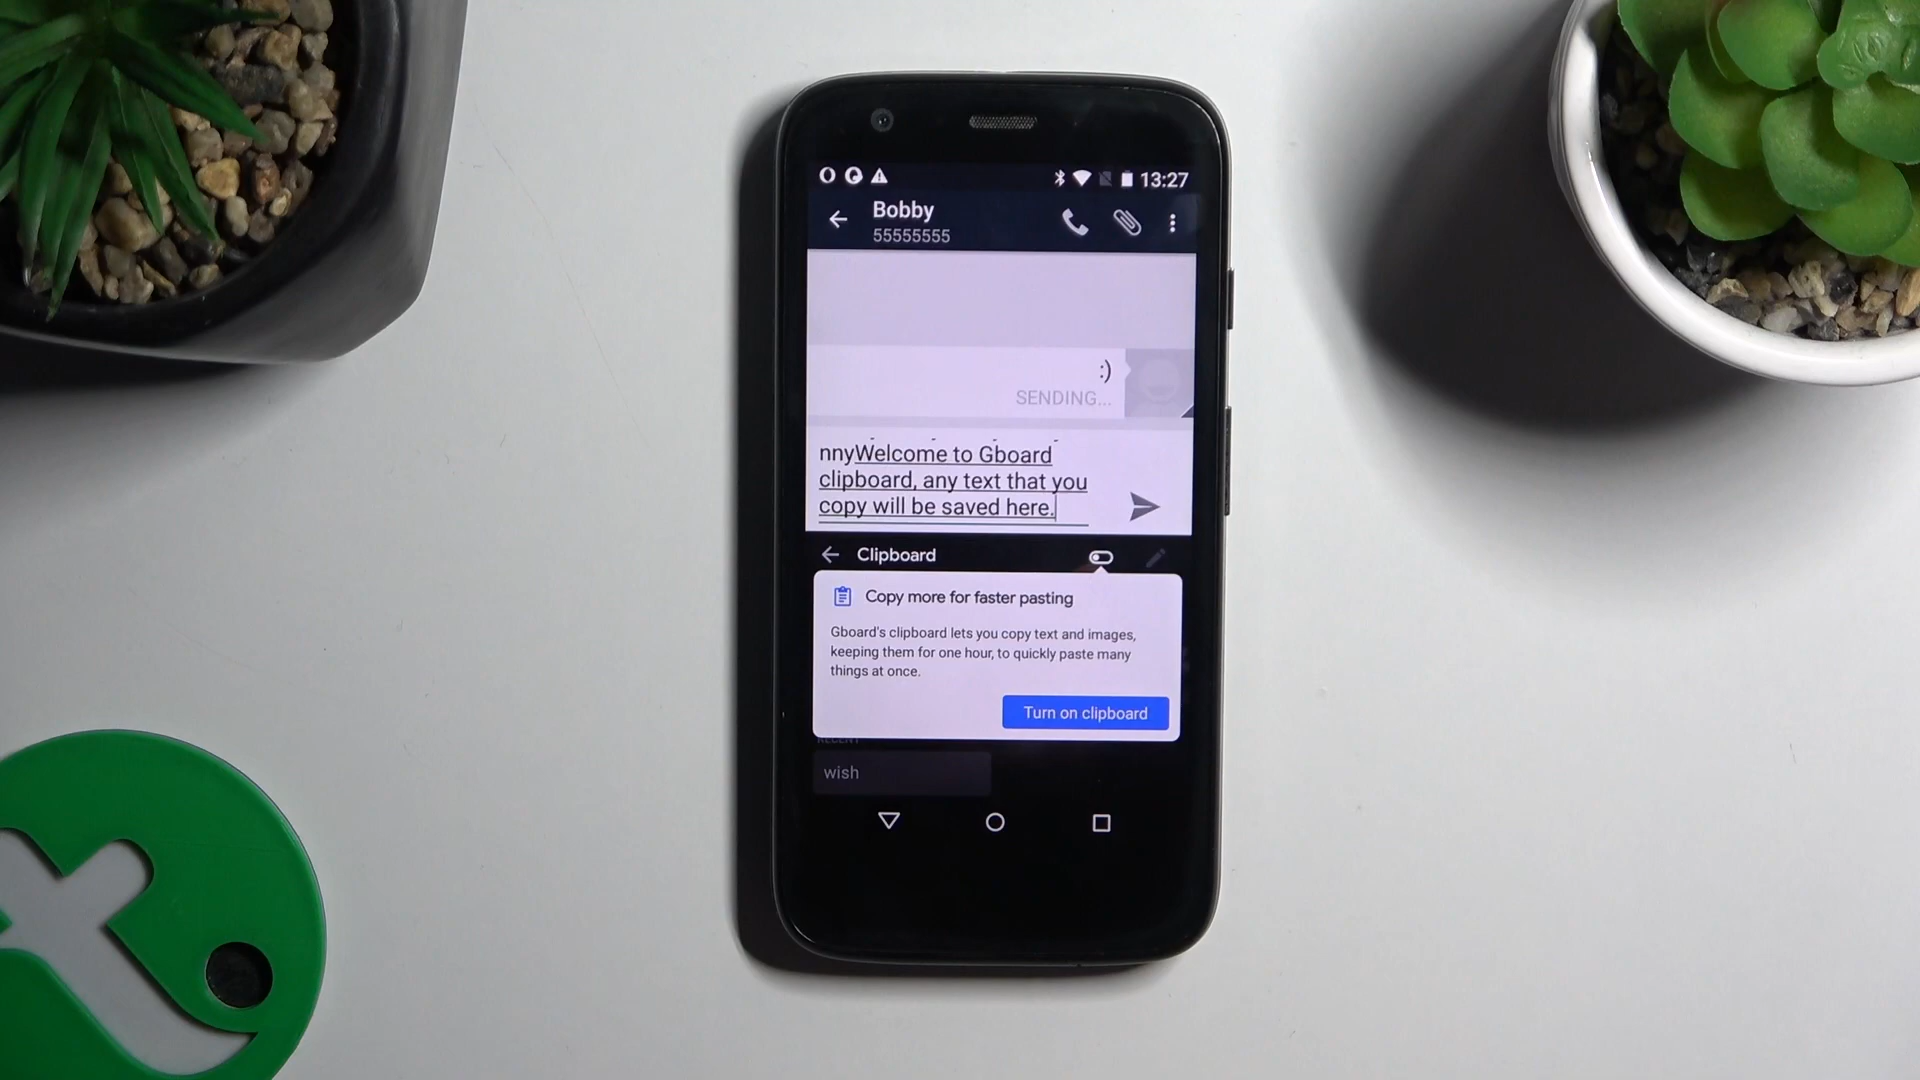 13:27
Bobby
55555555
:)
SENDING...
nnyWelcome to Gboard
clipboard, any text that you
copy will be saved here.
Clipboard
Copy more for faster pasting
Gboard's clipboard lets you copy text and images,
keeping them for one hour, to quickly paste many
things at once.
Turn on clipboard
RECENT
wish